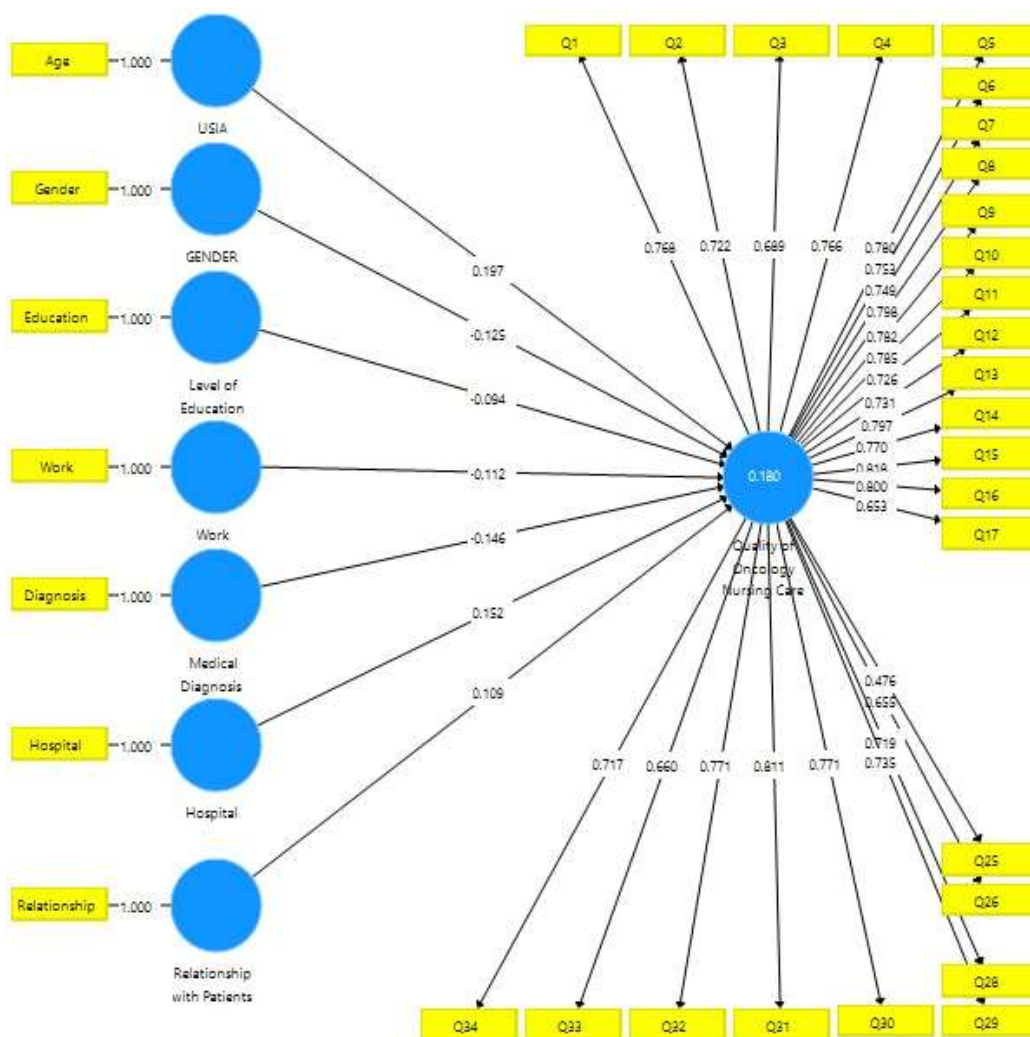 Age
1.000
USIA
Gender
1.000
GENDER
Education
1.000
Level of
Education
Work
1.000
Work
Diagnosis
1.000
Medical
Diagnosis
Hospital
1.000
Hospital
Relationship
1.000
Relationship
with Patients
0.197
-0.125
-0.094
-0.112
-0.146
0.152
0.109
Q1
Q2
Q3
Q4
Q5
Q6
Q7
Q8
Q9
Q10
Q11
Q12
Q13
Q14
Q15
Q16
Q17
0.768
0.722
0.689
0.766
0.780
0.753
0.749
0.798
0.782
0.785
0.726
0.731
0.797
0.770
0.800
0.653
0.180
Quality of
Oncology
Nursing Care
0.476
0.655
0.719
0.735
0.717
0.660
0.771
0.811
0.771
Q25
Q26
Q28
Q29
Q34
Q33
Q32
Q31
Q30